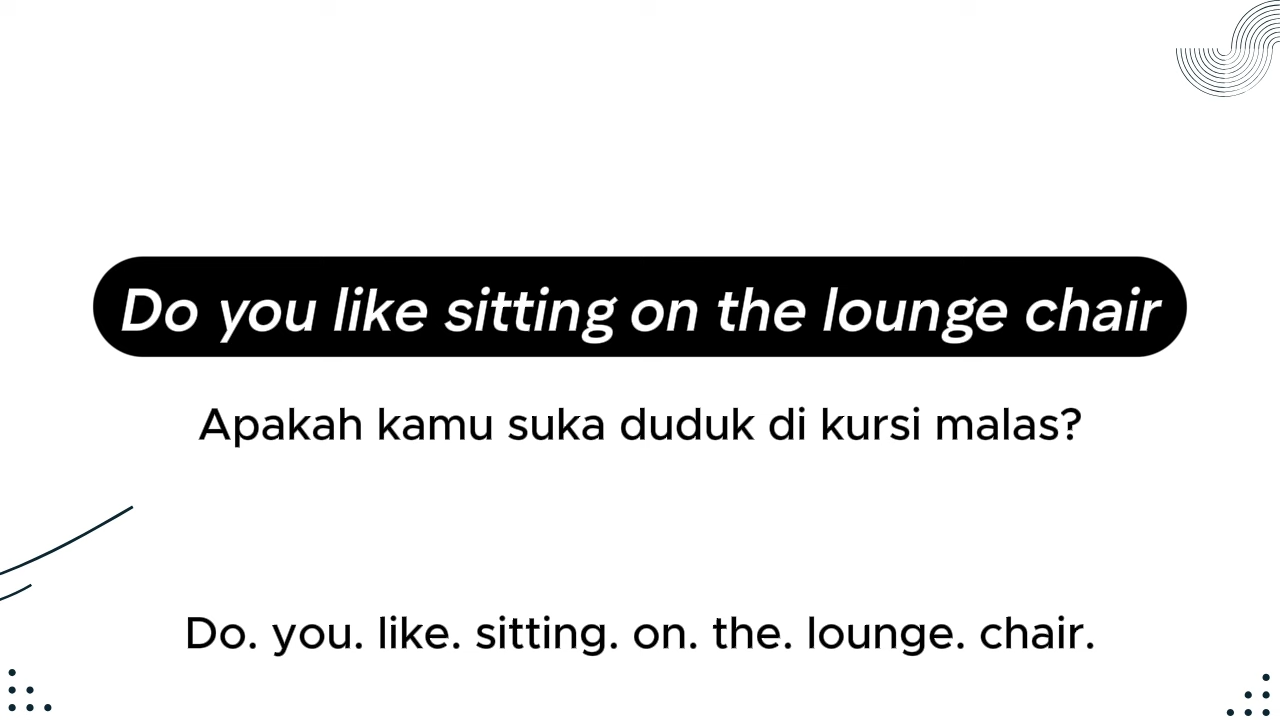 Do you like sitting on the lounge chair
Apakah kamu suka duduk di kursi malas?
Do. you. like. sitting. on. the. lounge. chair.